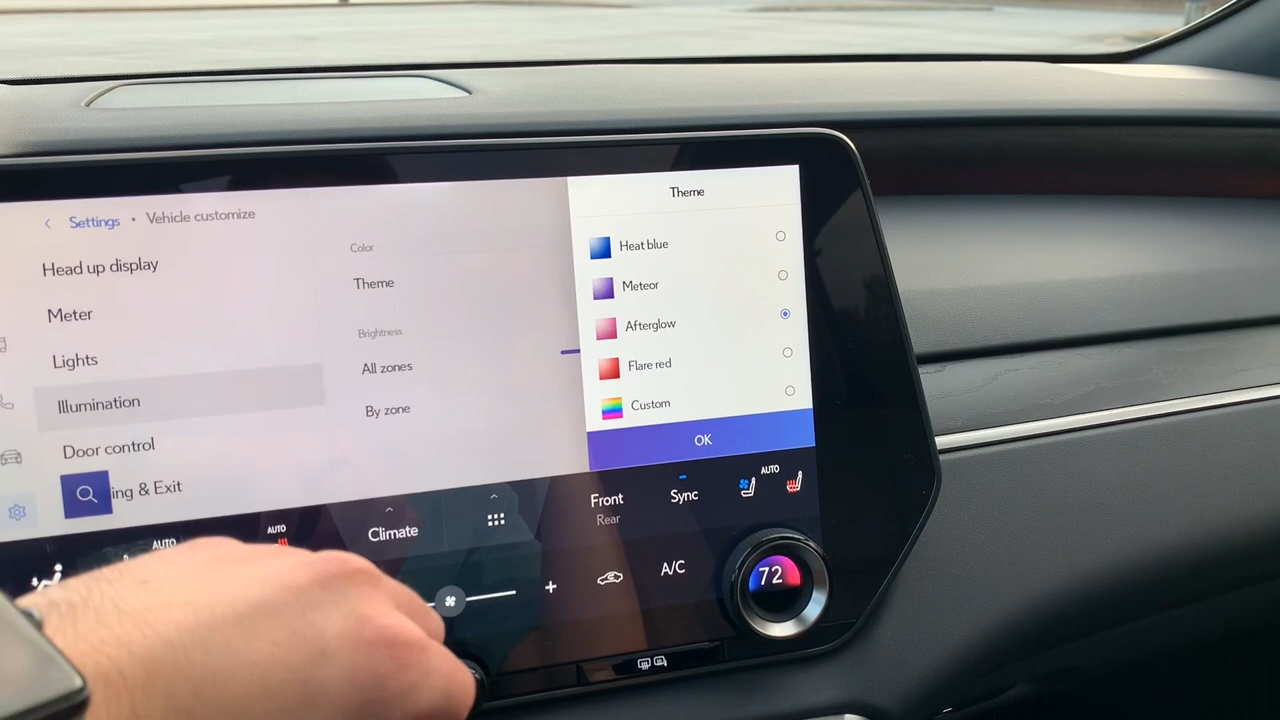 Settings • Vehicle customize
Head up display
Meter
Lights
Illumination
Door control
ing & Exit
Color
Theme
Brightness
All zones
By zone
Theme
Heat blue
Meteor
Afterglow
Flare red
Custom
OK
AUTO
AUTO
Climate
Front
Rear
Sync
AUTO
A/C
72